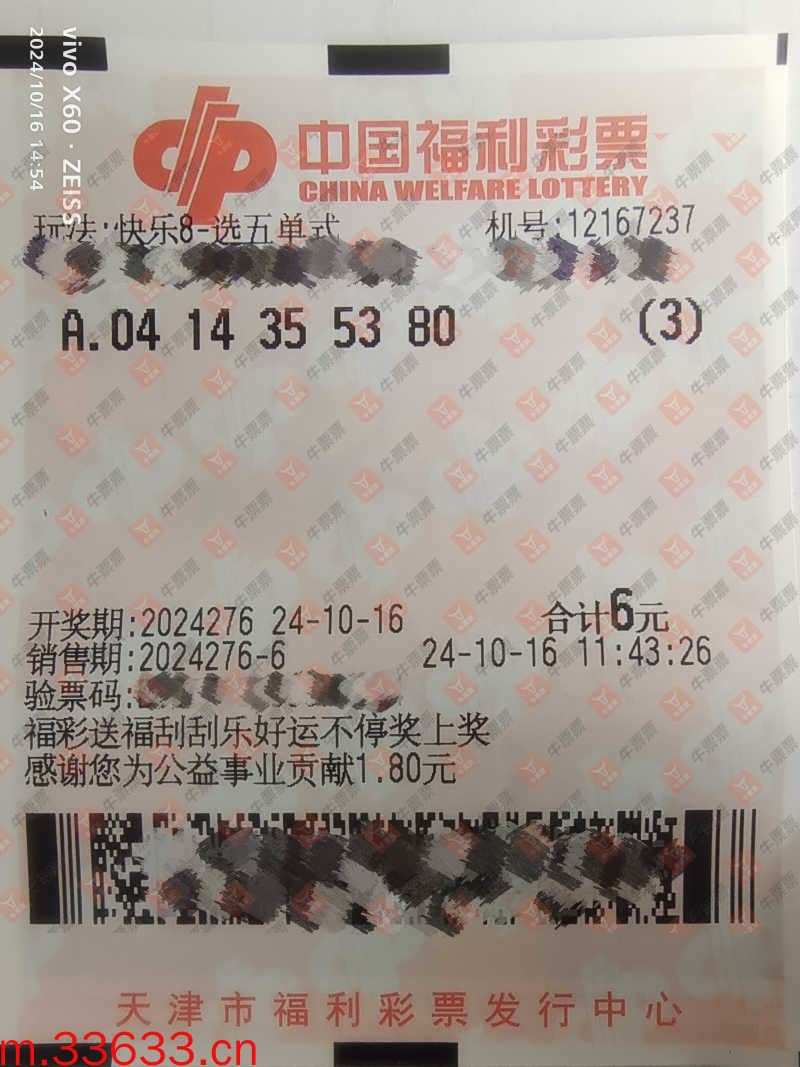 vivo X60 · ZEISS
2024/10/16 14:54
中国福利彩票
CHINA WELFARE LOTTERY
玩法:快乐8-选五单式 机号:12167237
A.04 14 35 53 80 (3)
开奖期:2024276 24-10-16 合计6元
销售期:2024276-6 24-10-16 11:43:26
验票码:
福彩送福刮刮乐好运不停奖上奖
感谢您为公益事业贡献1.80元
天津市福利彩票发行中心
m.33633.cn
牛票票